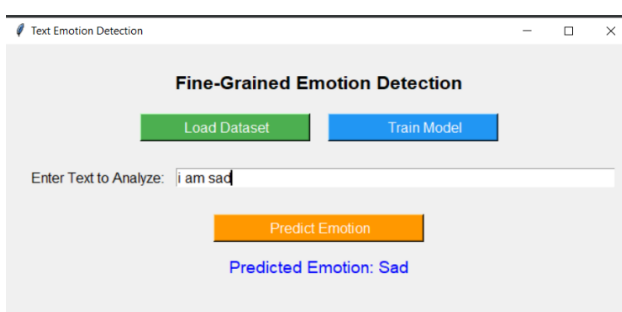 Text Emotion Detection
Fine-Grained Emotion Detection
Load Dataset Train Model
Enter Text to Analyze: i am sad
Predict Emotion
Predicted Emotion: Sad